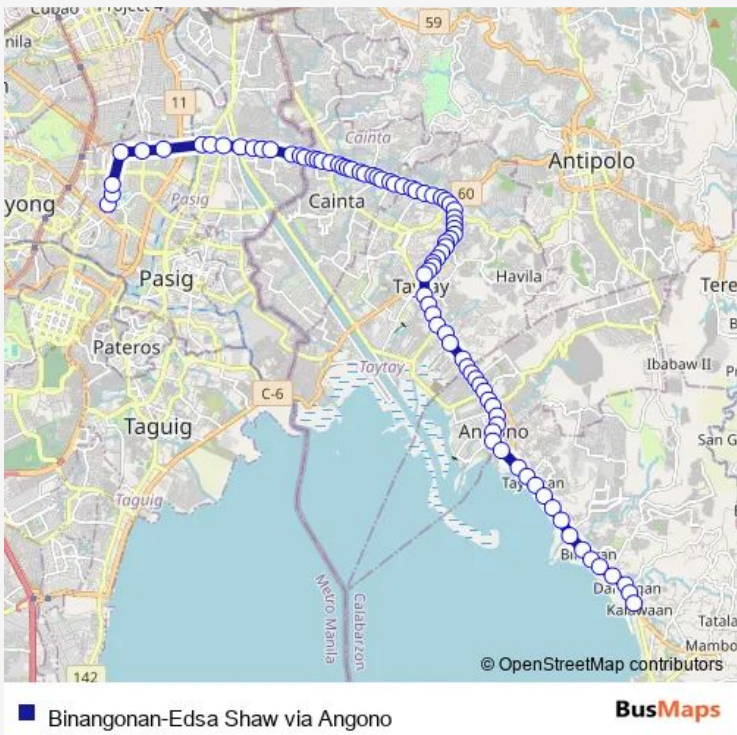 Cubao
Project 4
59
nila
11
Cainta
Antipolo
60
Cainta
yong
Pasig
Pasig
Havila
Taytay
Tere
Pateros
Ibabaw II
Taytay
C-6
Taguig
Angono
San G
Taguig
Metro Manila
Calabarzon
Kalawaan
Tatala
Mambo
142
© OpenStreetMap contributors
Binangonan-Edsa Shaw via Angono
BusMaps